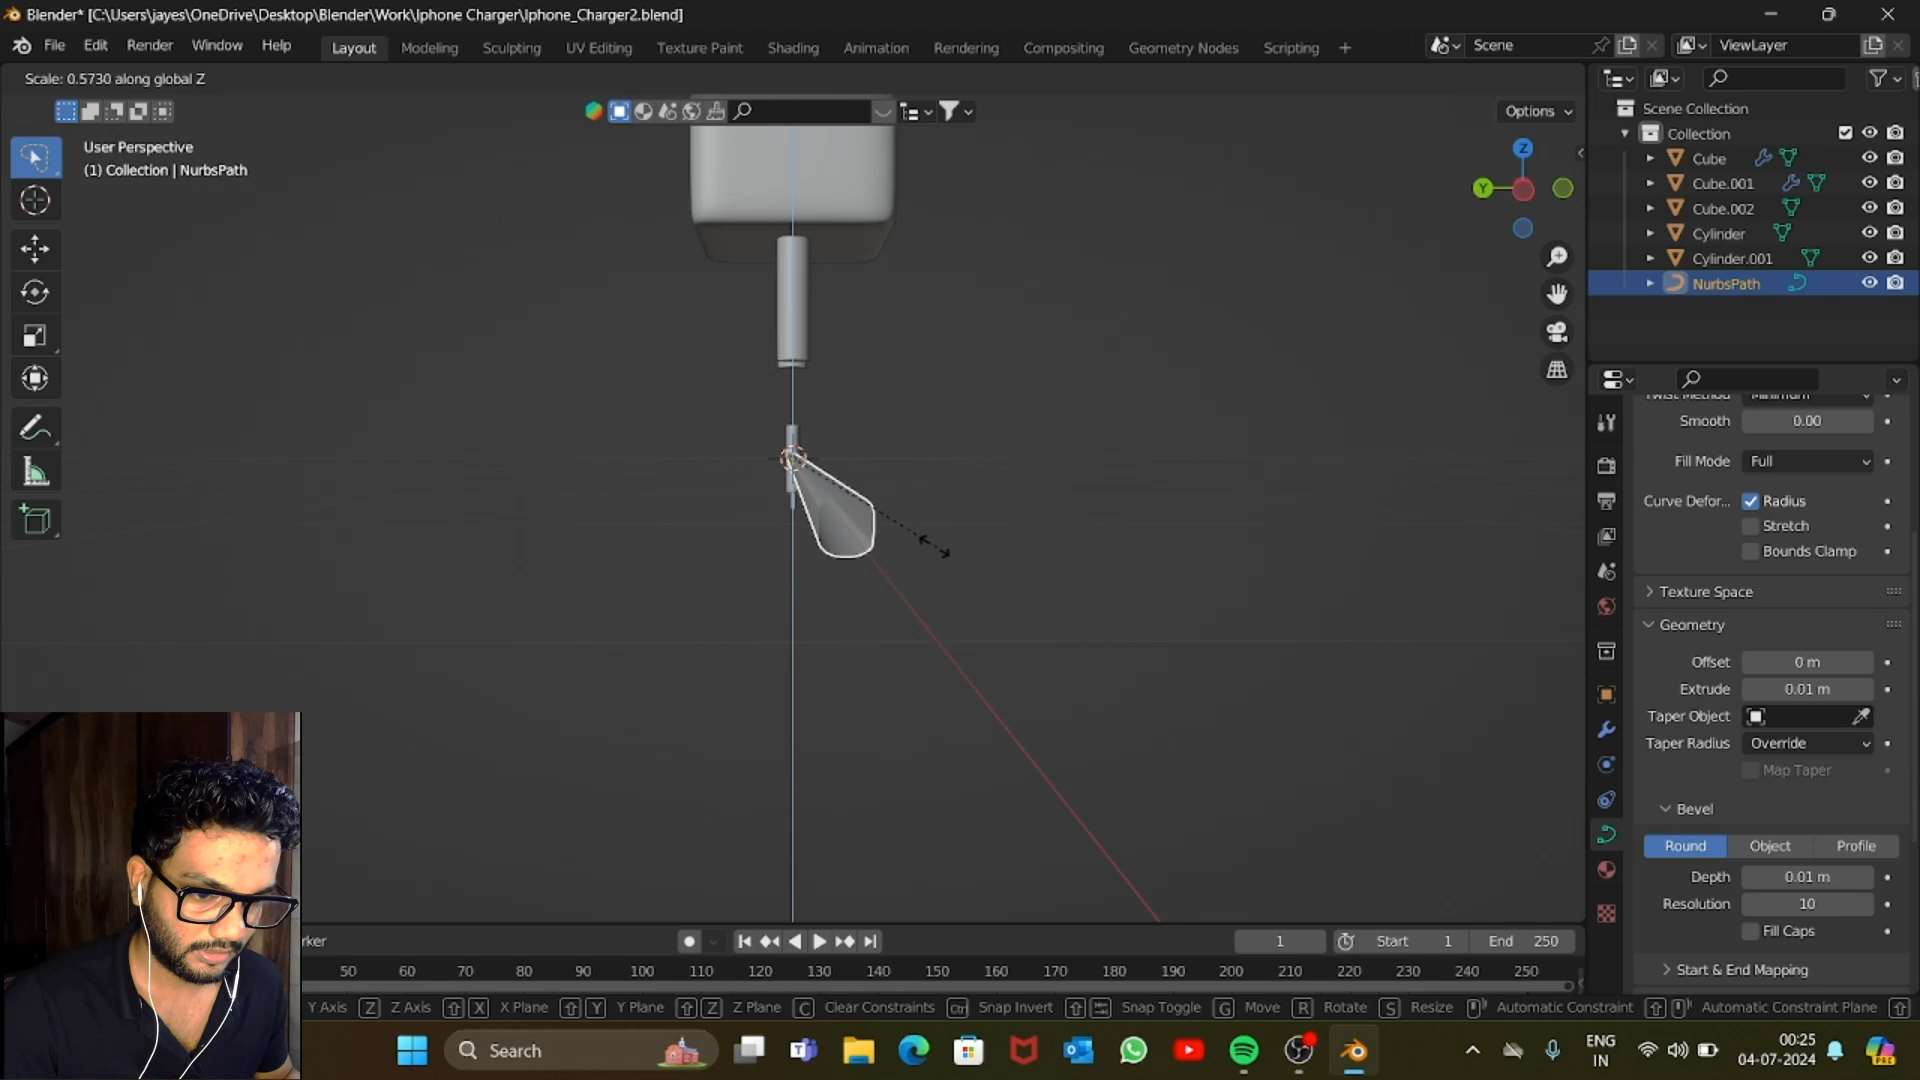 Blender* [C:\Users\jayes\OneDrive\Desktop\Blender\Work\Iphone Charger\Iphone_Charger2.blend]
File Edit Render Window Help Layout Modeling Sculpting UV Editing Texture Paint Shading Animation Rendering Compositing Geometry Nodes Scripting + Scene ViewLayer
Scale: 0.5730 along global Z
Options
User Perspective
(1) Collection | NurbsPath
Z
Y
Scene Collection
Collection
Cube
Cube.001
Cube.002
Cylinder
Cylinder.001
NurbsPath
Twist Method Minimum
Smooth 0.00
Fill Mode Full
Curve Defor... Radius
Stretch
Bounds Clamp
Texture Space
Geometry
Offset 0 m
Extrude 0.01 m
Taper Object
Taper Radius Override
Map Taper
Bevel
Round Object Profile
Depth 0.01 m
Resolution 10
Fill Caps
Start & End Mapping
rker 1 Start 1 End 250
50 60 70 80 90 100 110 120 130 140 150 160 170 180 190 200 210 220 230 240 250
Y Axis Z Z Axis X X Plane Y Y Plane Z Z Plane C Clear Constraints Ctrl Snap Invert Snap Toggle G Move R Rotate S Resize Automatic Constraint Automatic Constraint Plane
Search
ENG
IN
00:25
04-07-2024
PRE